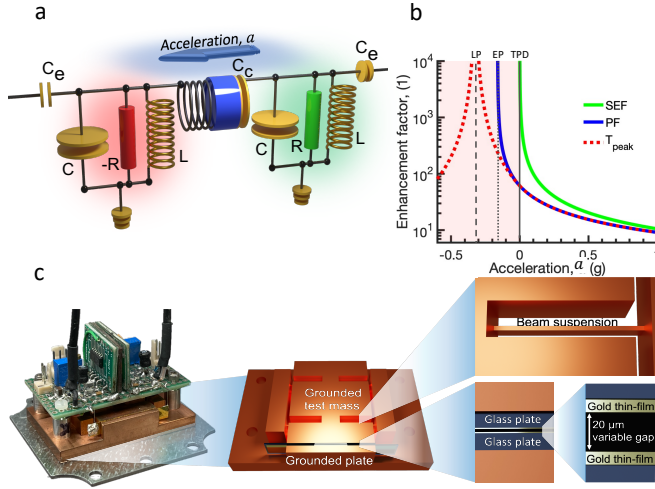 a
Acceleration, a
C_e
C_c
C_e
C
-R
L
C
R
L
b
LP EP TPD
10^4
10^3
10^2
10^1
Enhancement factor, (1)
SEF
PF
T_peak
-0.5 0 0.5 1
Acceleration, a (g)
c
Grounded
test mass
Grounded plate
Beam suspension
Glass plate
Glass plate
Gold thin-film
20 μm
variable gap
Gold thin-film